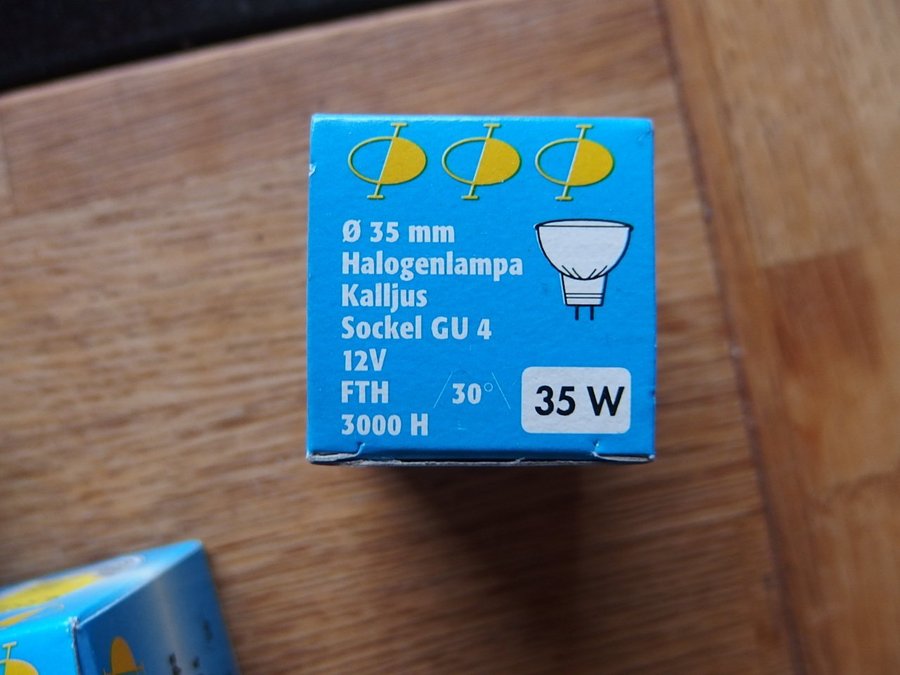 Ø 35 mm
Halogenlampa
Kalljus
Sockel GU 4
12V
FTH 30°
3000 H
35 W